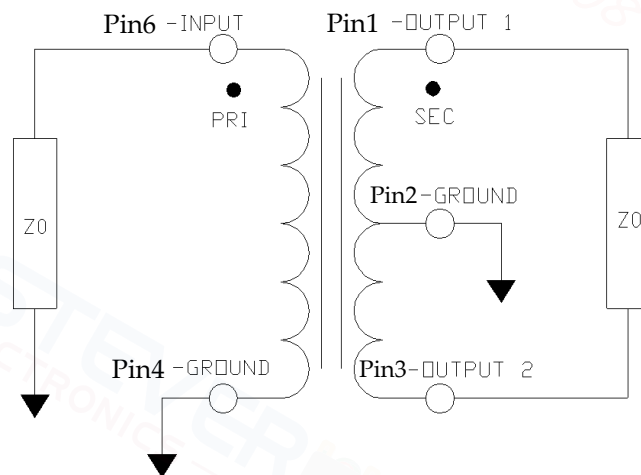 Pin6-INPUT
Pin1-OUTPUT 1
PRI
SEC
Pin2-GROUND
Z0
Z0
Pin4-GROUND
Pin3-OUTPUT 2